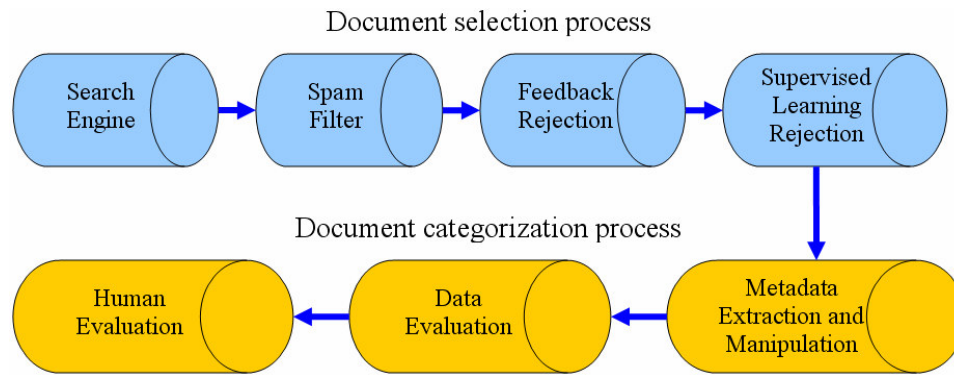 Document selection process
Search
Engine
Spam
Filter
Feedback
Rejection
Supervised
Learning
Rejection
Document categorization process
Human
Evaluation
Data
Evaluation
Metadada
Extraction and
Manipulation